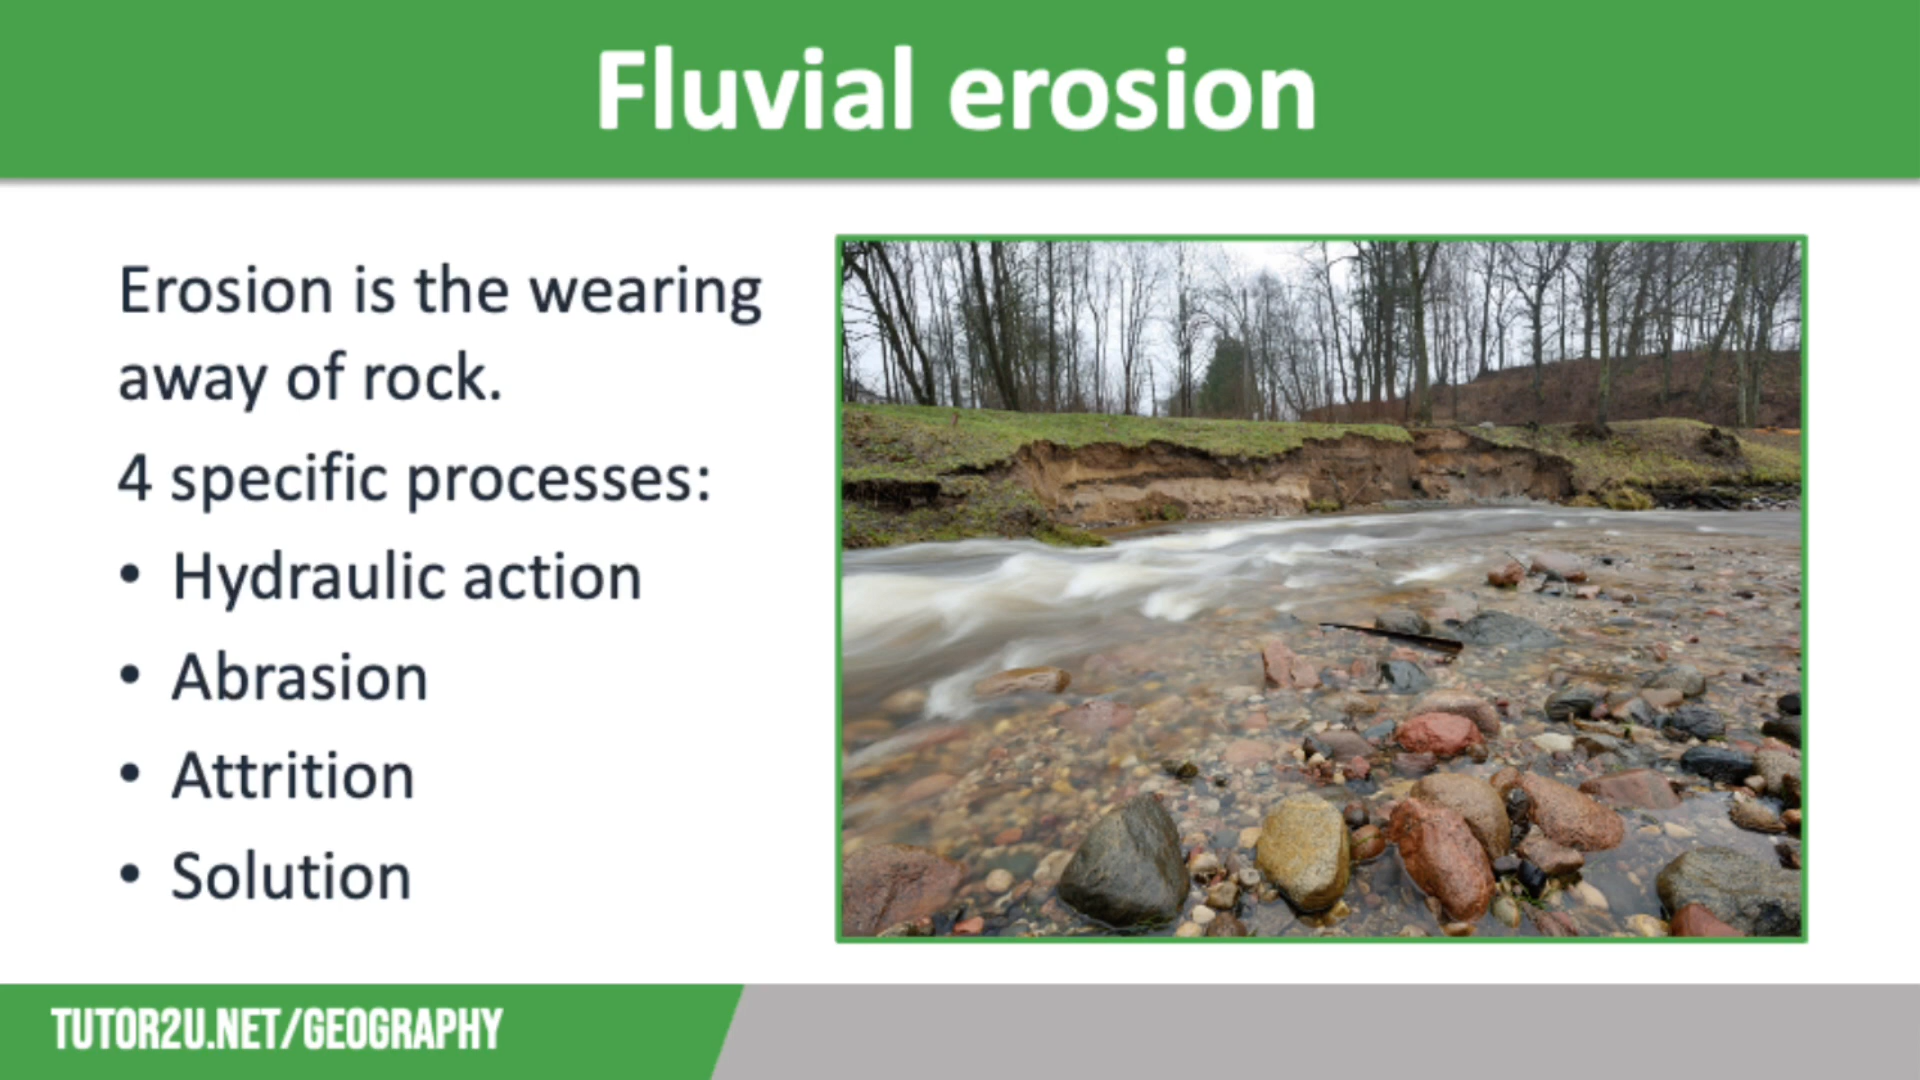 Fluvial erosion
Erosion is the wearing
away of rock.
4 specific processes:
• Hydraulic action
• Abrasion
• Attrition
• Solution
TUTOR2U.NET/GEOGRAPHY